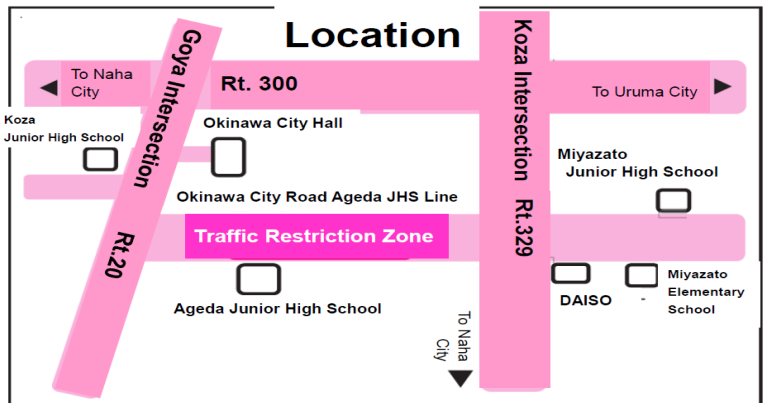 Location
To Naha
City
Rt. 300
To Uruma City
Goya Intersection Rt.20
Koza Intersection Rt.329
Koza
Junior High School
Okinawa City Hall
Miyazato
Junior High School
Okinawa City Road Ageda JHS Line
Traffic Restriction Zone
Ageda Junior High School
DAISO
-
Miyazato
Elementary
School
To Naha
City